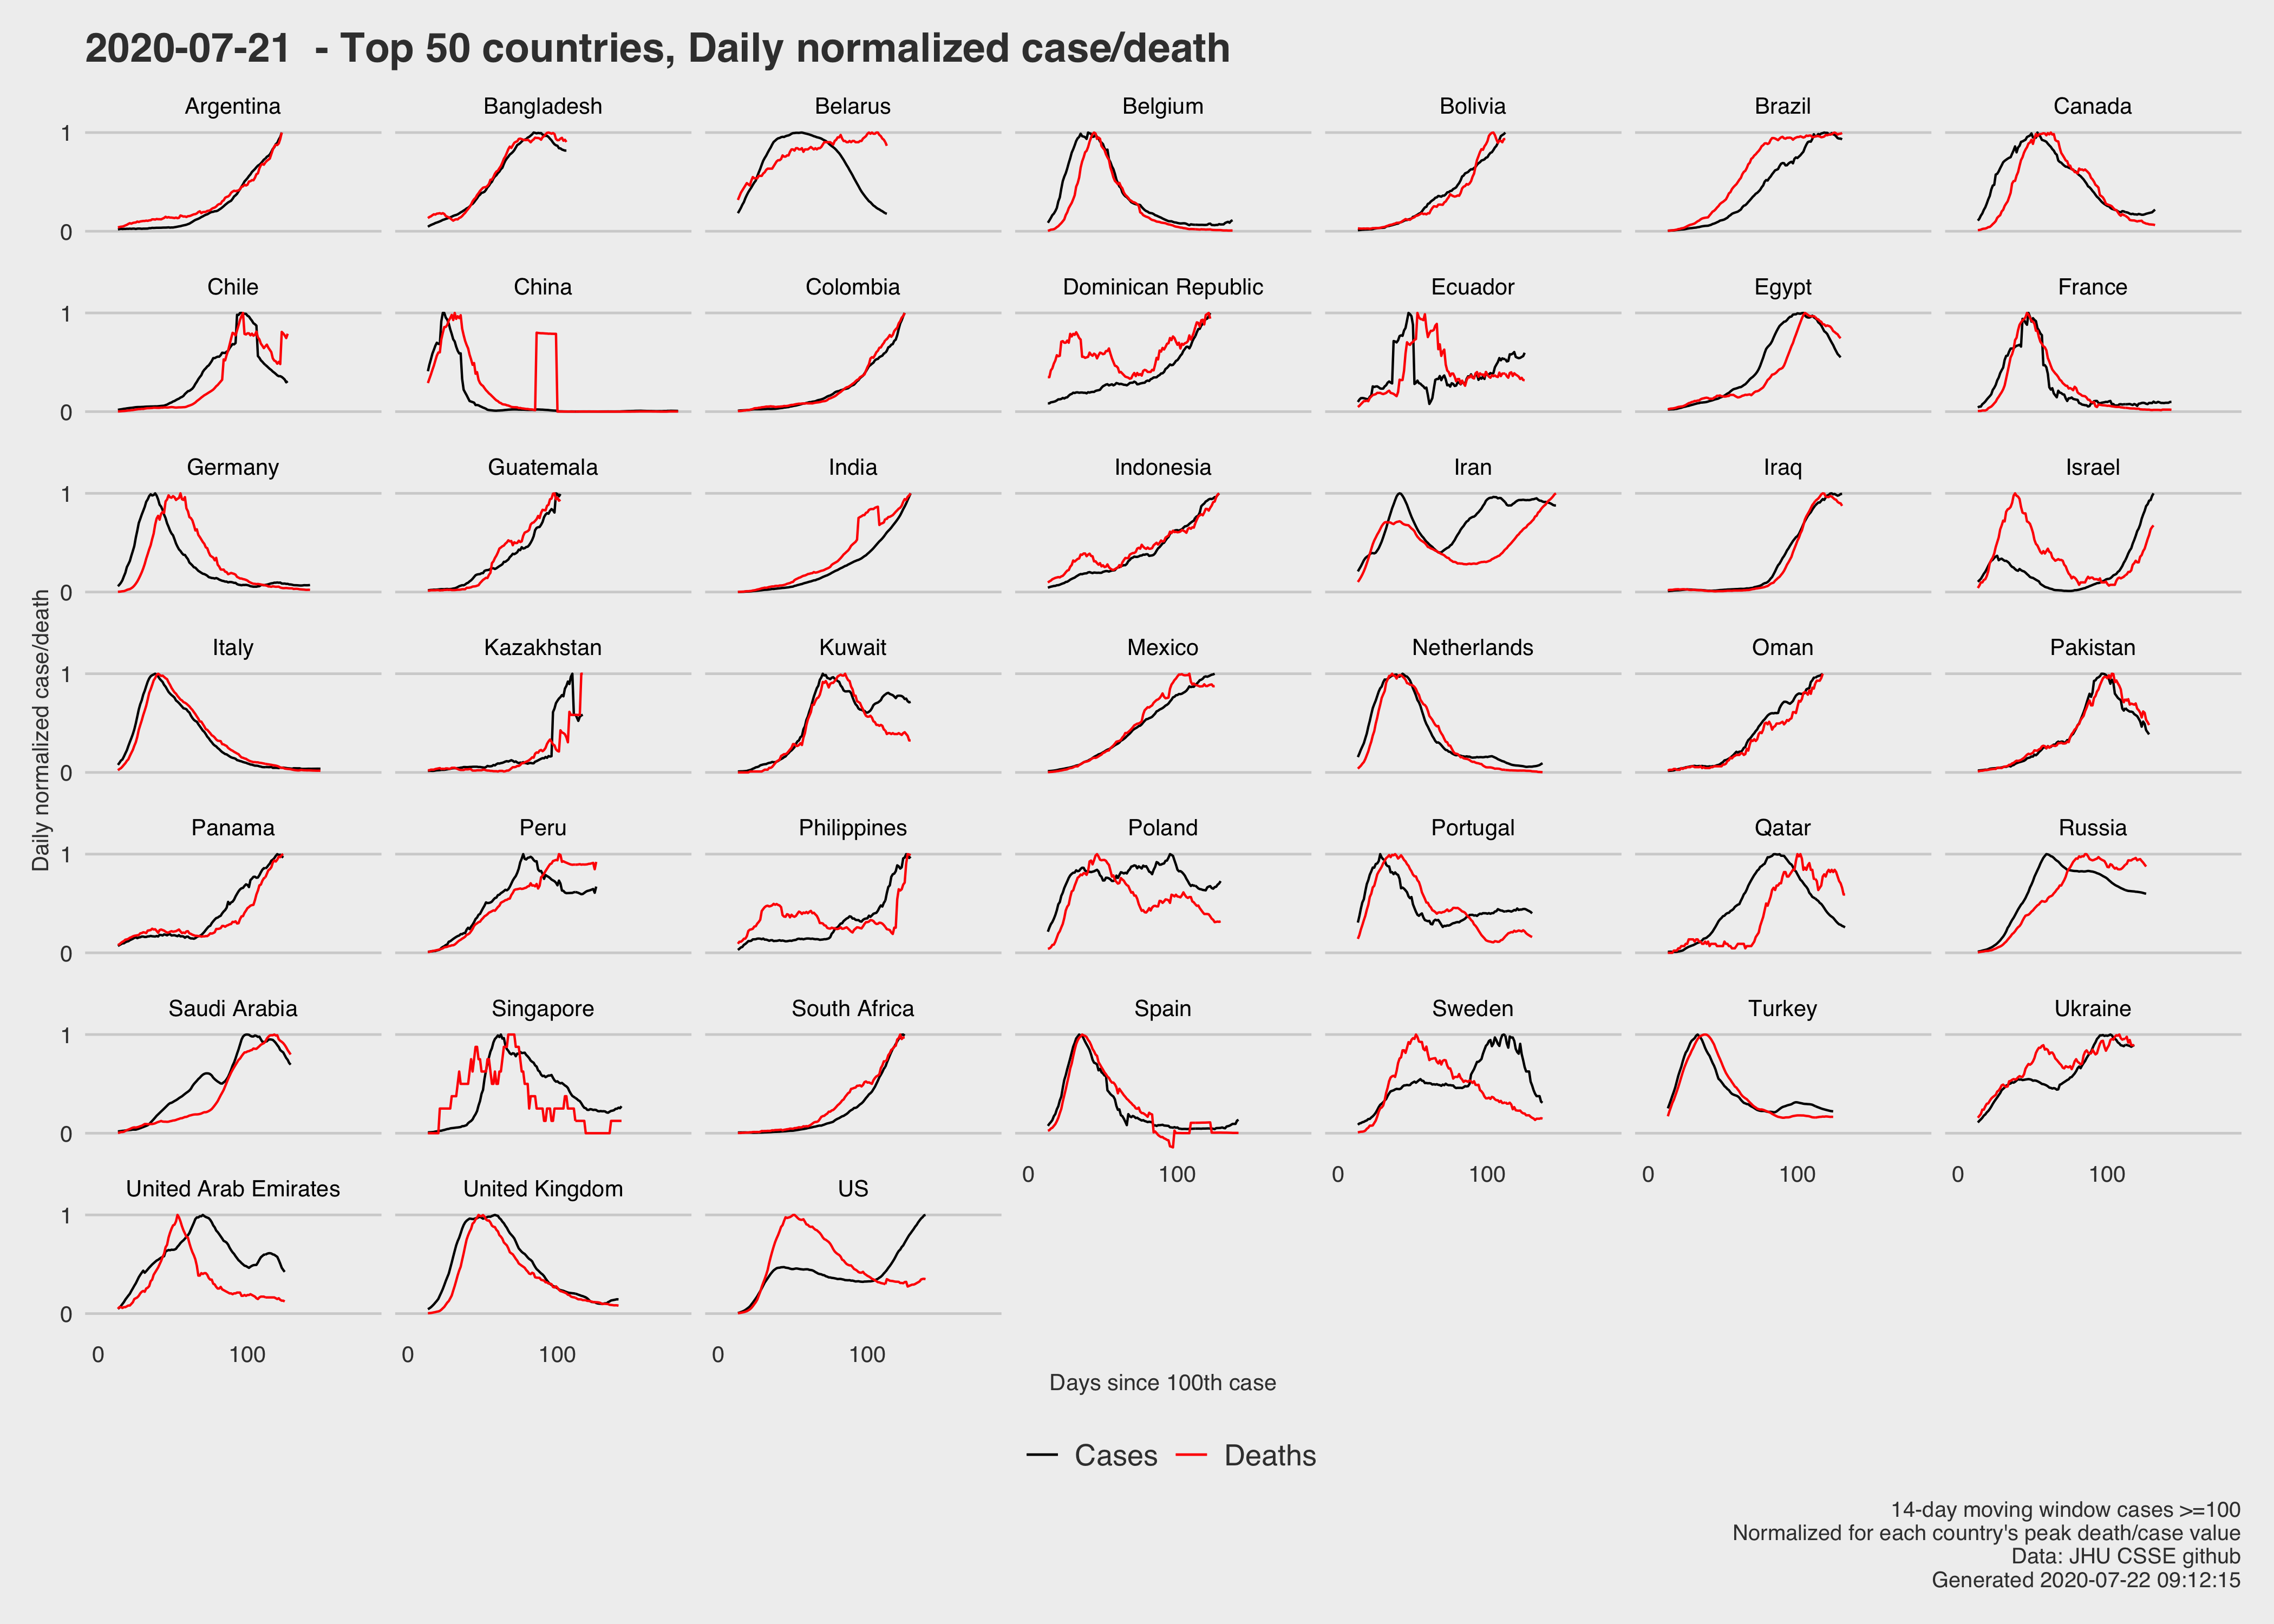 2020-07-21  - Top 50 countries, Daily normalized case/death
Argentina Bangladesh Belarus Belgium Bolivia Brazil Canada
1
0
Chile China Colombia Dominican Republic Ecuador Egypt France
1
0
Germany Guatemala India Indonesia Iran Iraq Israel
1
0
Daily normalized case/death
Italy Kazakhstan Kuwait Mexico Netherlands Oman Pakistan
1
0
Panama Peru Philippines Poland Portugal Qatar Russia
1
0
Saudi Arabia Singapore South Africa Spain Sweden Turkey Ukraine
1
0
0 100 0 100 0 100 0 100
United Arab Emirates United Kingdom US
1
0
0 100 0 100 0 100
Days since 100th case
Cases Deaths
14-day moving window cases >=100
Normalized for each country's peak death/case value
Data: JHU CSSE github
Generated 2020-07-22 09:12:15